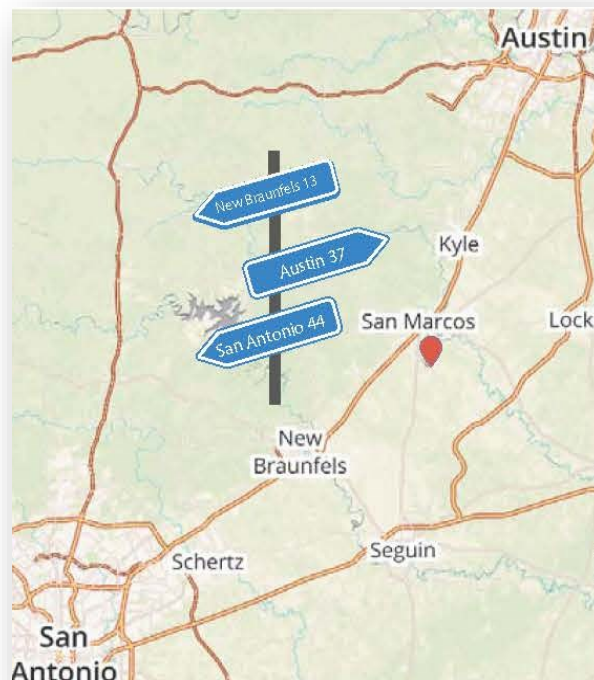 Austin
New Braunfels 13
Austin 37
Kyle
San Antonio 44
San Marcos
Lock
New
Braunfels
Schertz
Seguin
San
Antonio